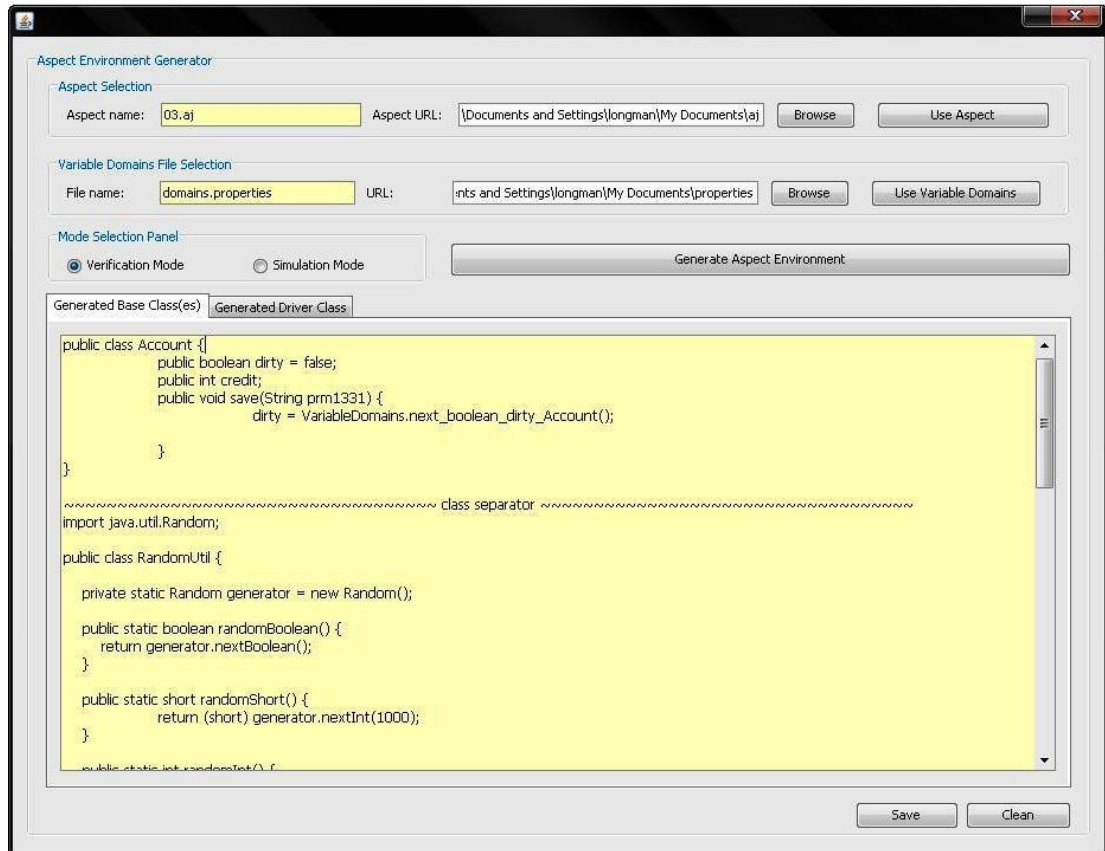 Aspect Environment Generator
Aspect Selection
Aspect name: 03.aj Aspect URL: \Documents and Settings\longman\My Documents\aj Browse Use Aspect
Variable Domains File Selection
File name: domains.properties URL: nts and Settings\longman\My Documents\properties Browse Use Variable Domains
Mode Selection Panel
Verification Mode Simulation Mode Generate Aspect Environment
Generated Base Class(es) Generated Driver Class
public class Account {
public boolean dirty = false;
public int credit;
public void save(String prm1331) {
dirty = VariableDomains.next_boolean_dirty_Account();
}
}
~~~~~~~~~~~~~~~~~~~~~~~~~~~~~~~~~~~ class separator ~~~~~~~~~~~~~~~~~~~~~~~~~~~~~~~~~~~
import java.util.Random;
public class RandomUtil {
private static Random generator = new Random();
public static boolean randomBoolean() {
return generator.nextBoolean();
}
public static short randomShort() {
return (short) generator.nextInt(1000);
}
public static int randomInt() {
Save Clean